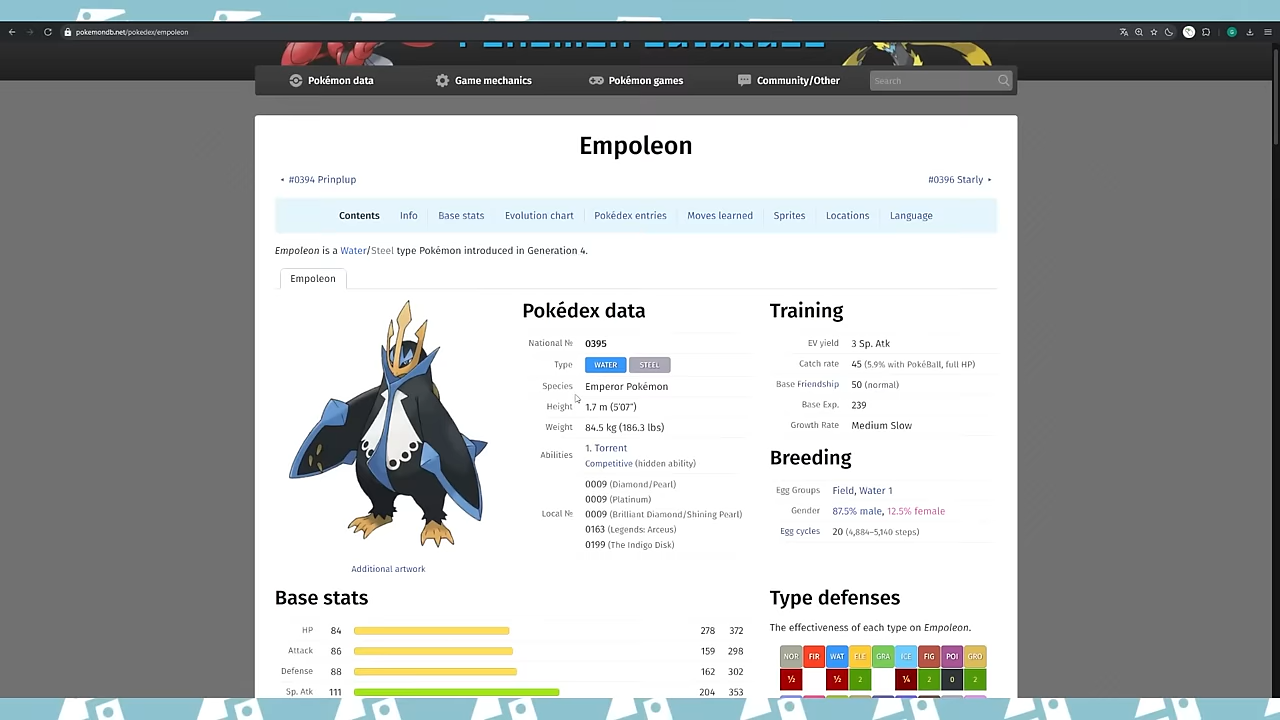 pokemondb.net/pokedex/empoleon
Pokémon data
Game mechanics
Pokémon games
Community/Other
Search
Empoleon
◂ #0394 Prinplup
#0396 Starly ▸
Contents Info Base stats Evolution chart Pokédex entries Moves learned Sprites Locations Language
Empoleon is a Water/Steel type Pokémon introduced in Generation 4.
Empoleon
Additional artwork
Pokédex data
National № 0395
Type WATER STEEL
Species Emperor Pokémon
Height 1.7 m (5′07″)
Weight 84.5 kg (186.3 lbs)
Abilities 1. Torrent
Competitive (hidden ability)
Local № 0009 (Diamond/Pearl)
0009 (Platinum)
0009 (Brilliant Diamond/Shining Pearl)
0163 (Legends: Arceus)
0199 (The Indigo Disk)
Training
EV yield 3 Sp. Atk
Catch rate 45 (5.9% with PokéBall, full HP)
Base Friendship 50 (normal)
Base Exp. 239
Growth Rate Medium Slow
Breeding
Egg Groups Field, Water 1
Gender 87.5% male, 12.5% female
Egg cycles 20 (4,884–5,140 steps)
Base stats
HP 84 278 372
Attack 86 159 298
Defense 88 162 302
Sp. Atk 111 204 353
Type defenses
The effectiveness of each type on Empoleon.
NOR FIR WAT ELE GRA ICE FIG POI GRO
½ ½ 2 ¼ 2 0 2